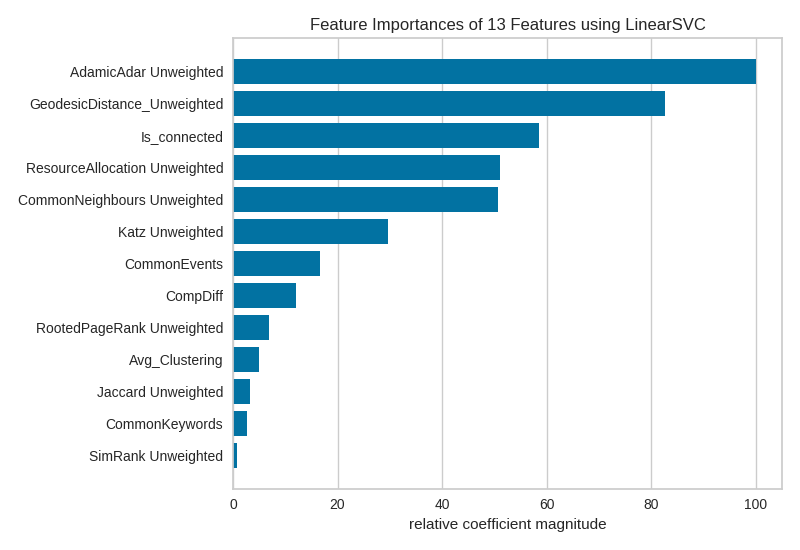 Feature Importances of 13 Features using LinearSVC
AdamicAdar Unweighted
GeodesicDistance_Unweighted
Is_connected
ResourceAllocation Unweighted
CommonNeighbours Unweighted
Katz Unweighted
CommonEvents
CompDiff
RootedPageRank Unweighted
Avg_Clustering
Jaccard Unweighted
CommonKeywords
SimRank Unweighted
0 20 40 60 80 100
relative coefficient magnitude